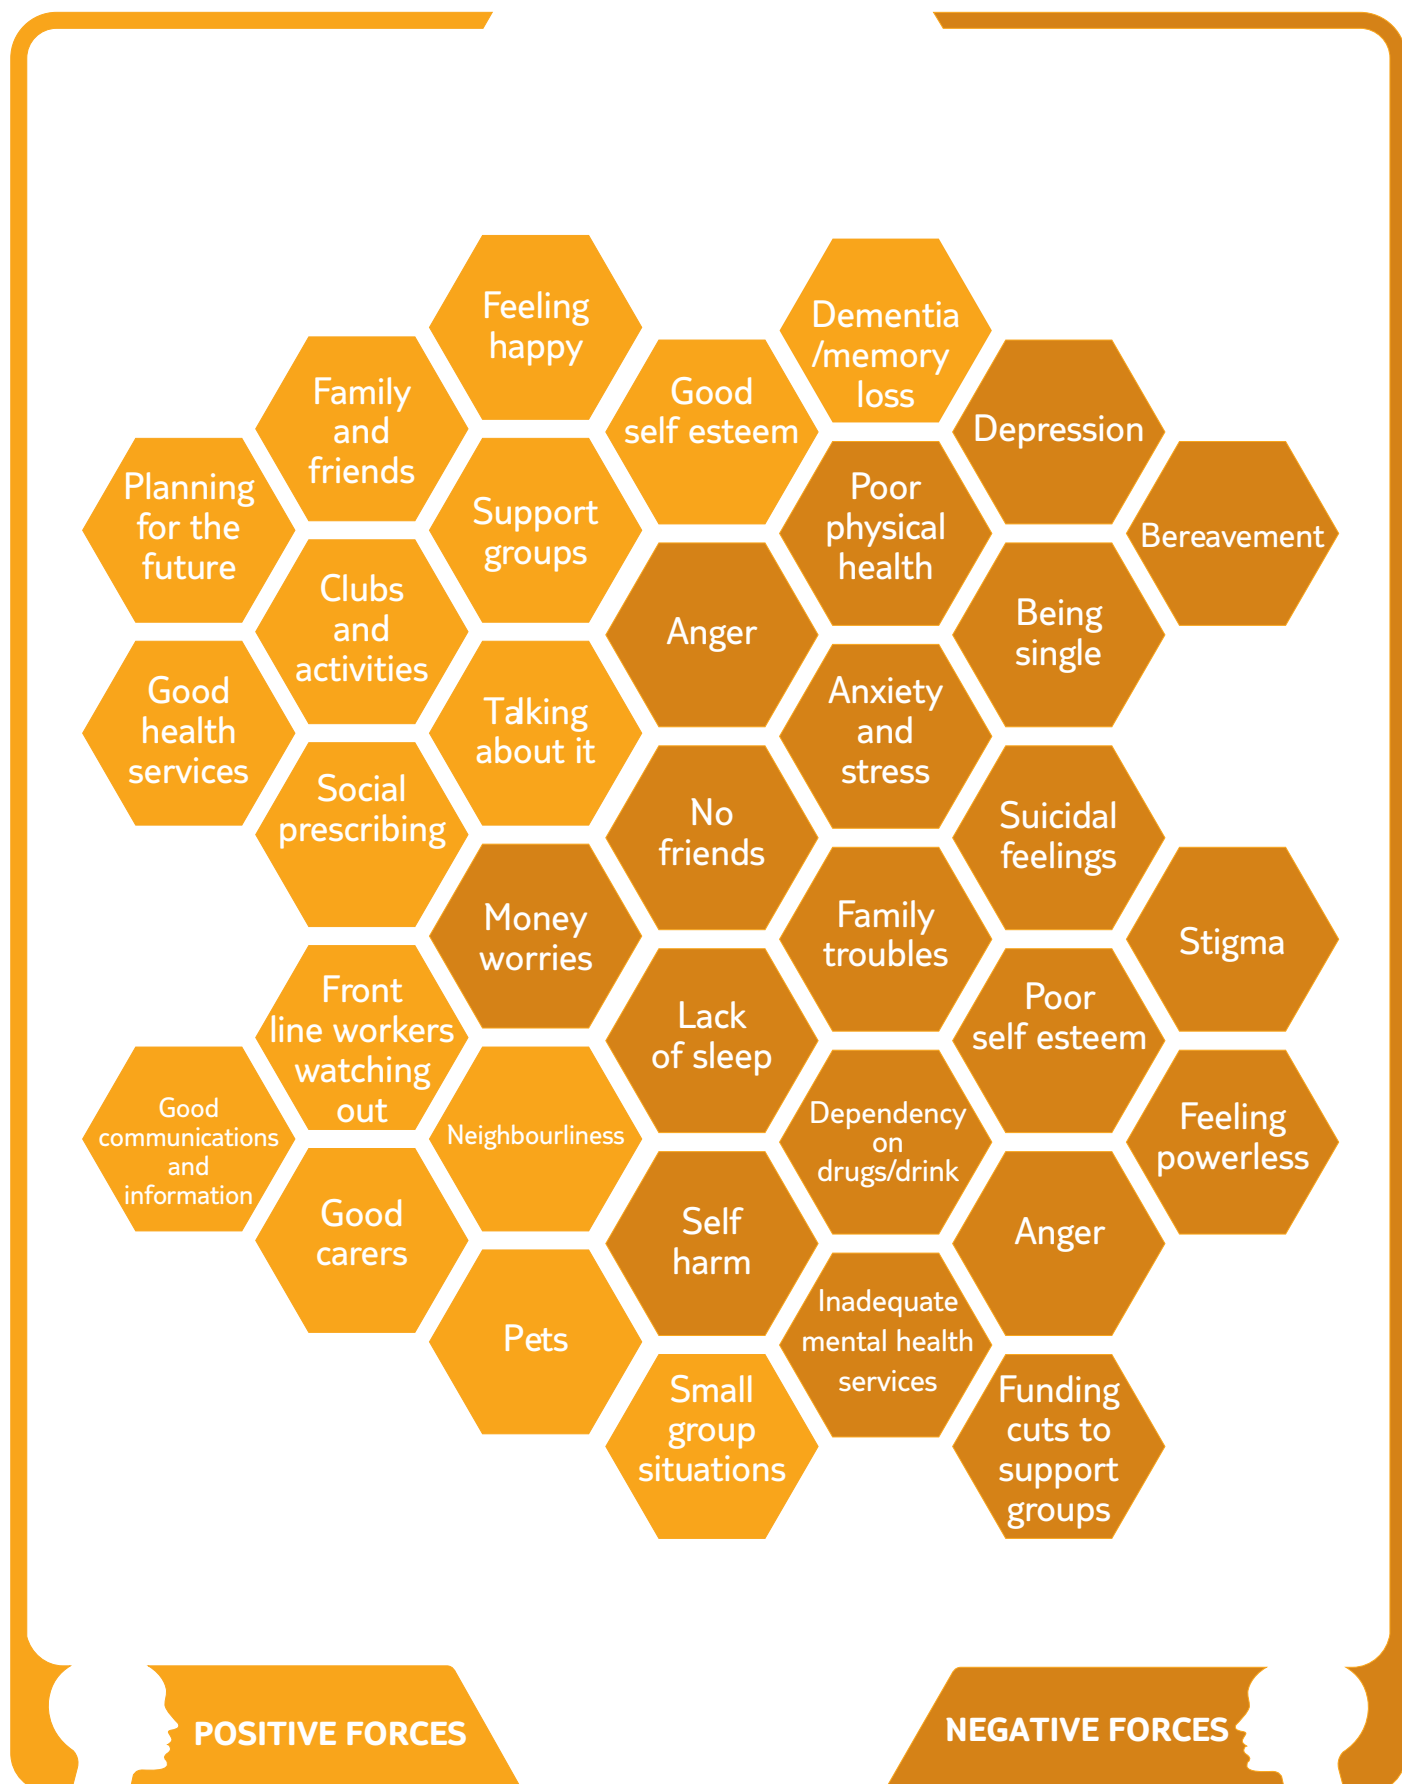 Feeling
happy
Dementia
/memory
loss
Family
and
friends
Good
self esteem
Depression
Planning
for the
future
Support
groups
Poor
physical
health
Bereavement
Clubs
and
activities
Anger
Being
single
Good
health
services
Talking
about it
Anxiety
and
stress
Social
prescribing
No
friends
Suicidal
feelings
Money
worries
Family
troubles
Stigma
Front
line workers
watching
out
Lack
of sleep
Poor
self esteem
Good
communications
and
information
Neighbourliness
Dependency
on
drugs/drink
Feeling
powerless
Good
carers
Self
harm
Anger
Pets
Inadequate
mental health
services
Small
group
situations
Funding
cuts to
support
groups
POSITIVE FORCES
NEGATIVE FORCES